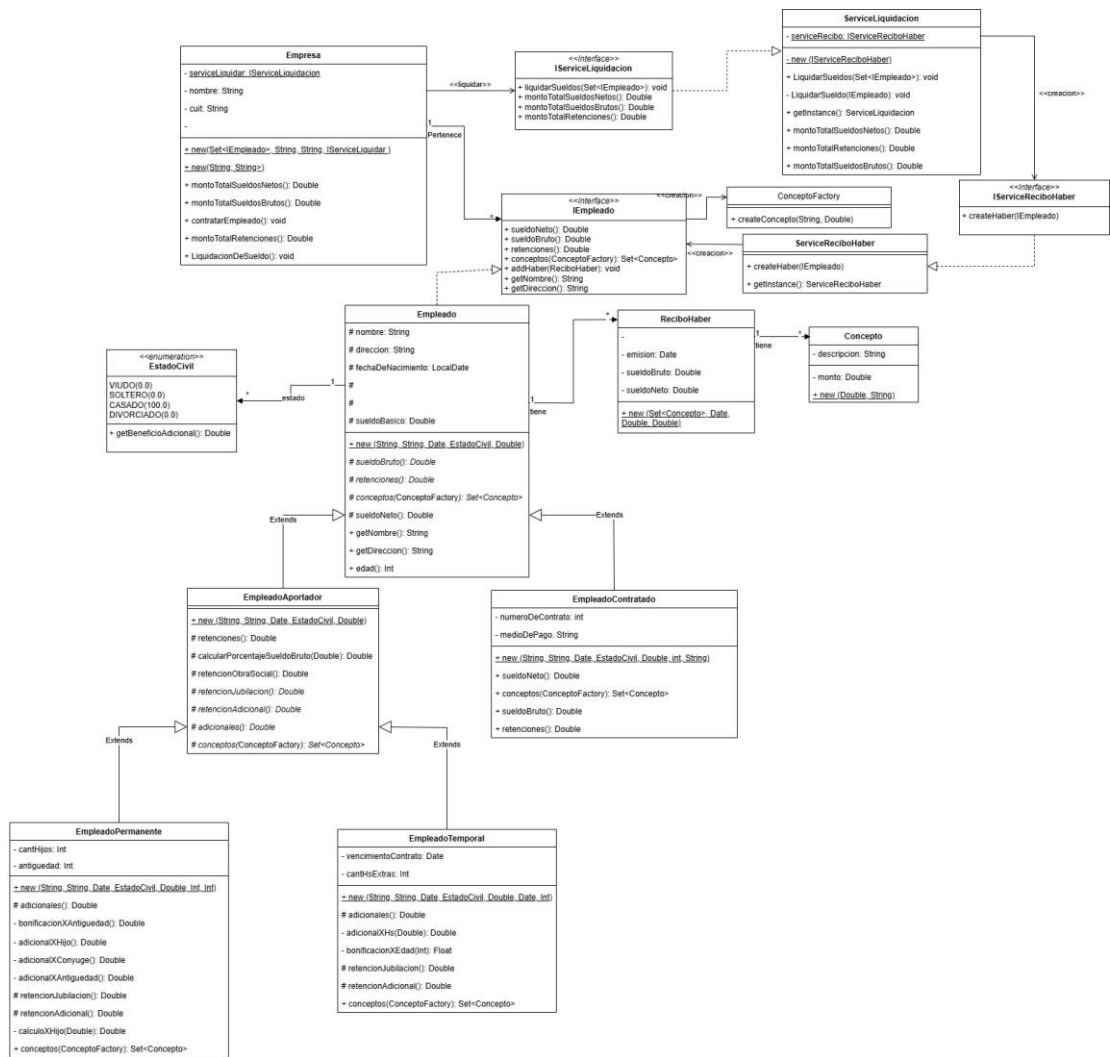 Empresa
- serviceLiquidar: IServiceLiquidacion
- nombre: String
- cuit: String
-
+ new(Set<IEmpleado>, String, String, IServiceLiquidar )
+ new(String, String>)
+ montoTotalSueldosNetos(): Double
+ montoTotalSueldosBrutos(): Double
+ contratarEmpleado(): void
+ montoTotalRetenciones(): Double
+ LiquidacionDeSueldo(): void
<<liquidar>>
1
Pertenece
*
<<Interface>>
IServiceLiquidacion
+ liquidarSueldos(Set<IEmpleado>): void
+ montoTotalSueldosNetos(): Double
+ montoTotalSueldosBrutos(): Double
+ montoTotalRetenciones(): Double
ServiceLiquidacion
- serviceRecibo: IServiceReciboHaber
- new (IServiceReciboHaber)
+ LiquidarSueldos(Set<IEmpleado>): void
- LiquidarSueldo(IEmpleado): void
+ getInstance(): ServiceLiquidacion
+ montoTotalSueldosNetos(): Double
+ montoTotalRetenciones(): Double
+ montoTotalSueldosBrutos(): Double
<<creacion>>
<<Interface>>
IServiceReciboHaber
+ createHaber(IEmpleado)
<<Interface>>
IEmpleado
+ sueldoNeto(): Double
+ sueldoBruto(): Double
+ retenciones(): Double
+ conceptos(ConceptoFactory): Set<Concepto>
+ addHaber(ReciboHaber): void
+ getNombre(): String
+ getDireccion(): String
<<creacion>>
ConceptoFactory
+ createConcepto(String, Double)
<<creacion>>
ServiceReciboHaber
+ createHaber(IEmpleado)
+ getInstance(): ServiceReciboHaber
Empleado
# nombre: String
# direccion: String
# fechaDeNacimiento: LocalDate
#
#
# sueldoBasico: Double
+ new (String, String, Date, EstadoCivil, Double)
# sueldoBruto(): Double
# retenciones(): Double
# conceptos(ConceptoFactory): Set<Concepto>
# sueldoNeto(): Double
+ getNombre(): String
+ getDireccion(): String
+ edad(): Int
<<enumeration>>
EstadoCivil
VIUDO(0.0)
SOLTERO(0.0)
CASADO(100.0)
DIVORCIADO(0.0)
+ getBeneficioAdicional(): Double
*
estado
1
1
tiene
*
ReciboHaber
-
- emision: Date
- sueldoBruto: Double
- sueldoNeto: Double
+ new (Set<Concepto>, Date,
Double, Double)
1
tiene
*
Concepto
- descripcion: String
- monto: Double
+ new (Double, String)
Extends
Extends
EmpleadoAportador
+ new (String, String, Date, EstadoCivil, Double)
# retenciones(): Double
# calcularPorcentajeSueldoBruto(Double): Double
# retencionObraSocial(): Double
# retencionJubilacion(): Double
# retencionAdicional(): Double
# adicionales(): Double
# conceptos(ConceptoFactory): Set<Concepto>
EmpleadoContratado
- numeroDeContrato: int
- medioDePago. String
+ new (String, String, Date, EstadoCivil, Double, int, String)
+ sueldoNeto(): Double
+ conceptos(ConceptoFactory): Set<Concepto>
+ sueldoBruto(): Double
+ retenciones(): Double
Extends
Extends
EmpleadoPermanente
- cantHijos: Int
- antiguedad: Int
+ new (String, String, Date, EstadoCivil, Double, Int, Int)
# adicionales(): Double
- bonificacionXAntiguedad(): Double
- adicionalXHijo(): Double
- adicionalXConyuge(): Double
- adicionalXAntiguedad(): Double
# retencionJubilacion(): Double
# retencionAdicional(): Double
- calculoXHijo(Double): Double
+ conceptos(ConceptoFactory): Set<Concepto>
EmpleadoTemporal
- vencimientoContrato: Date
- cantHsExtras: Int
+ new (String, String, Date, EstadoCivil, Double, Date, Int)
# adicionales(): Double
- adicionalXHs(Double): Double
- bonificacionXEdad(Int): Float
# retencionJubilacion(): Double
# retencionAdicional(): Double
+ conceptos(ConceptoFactory): Set<Concepto>